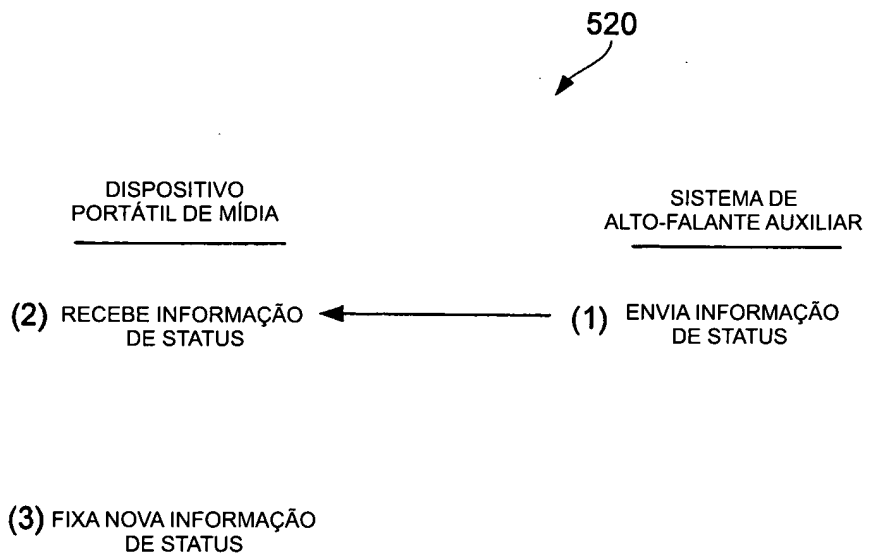 520
DISPOSITIVO
PORTÁTIL DE MÍDIA
SISTEMA DE
ALTO-FALANTE AUXILIAR
(2) RECEBE INFORMAÇÃO
DE STATUS
(1) ENVIA INFORMAÇÃO
DE STATUS
(3) FIXA NOVA INFORMAÇÃO
DE STATUS